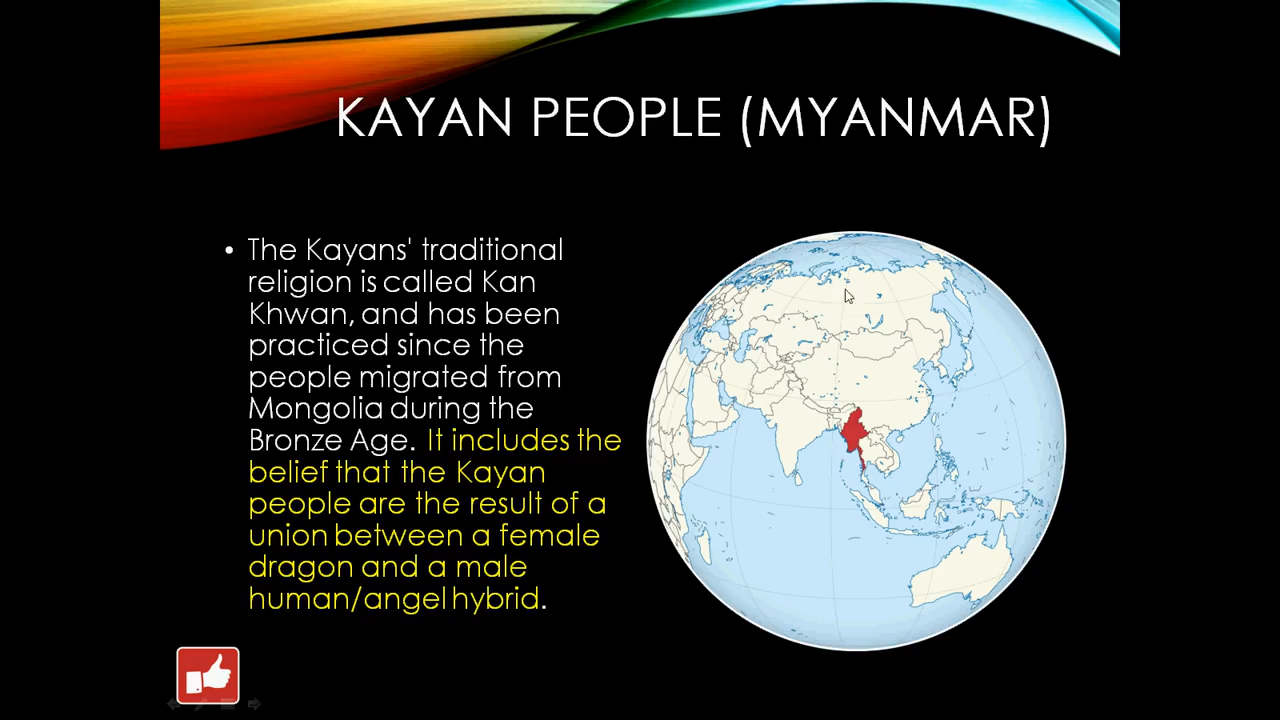 KAYAN PEOPLE (MYANMAR)
• The Kayans' traditional
religion is called Kan
Khwan, and has been
practiced since the
people migrated from
Mongolia during the
Bronze Age. It includes the
belief that the Kayan
people are the result of a
union between a female
dragon and a male
human/angel hybrid.